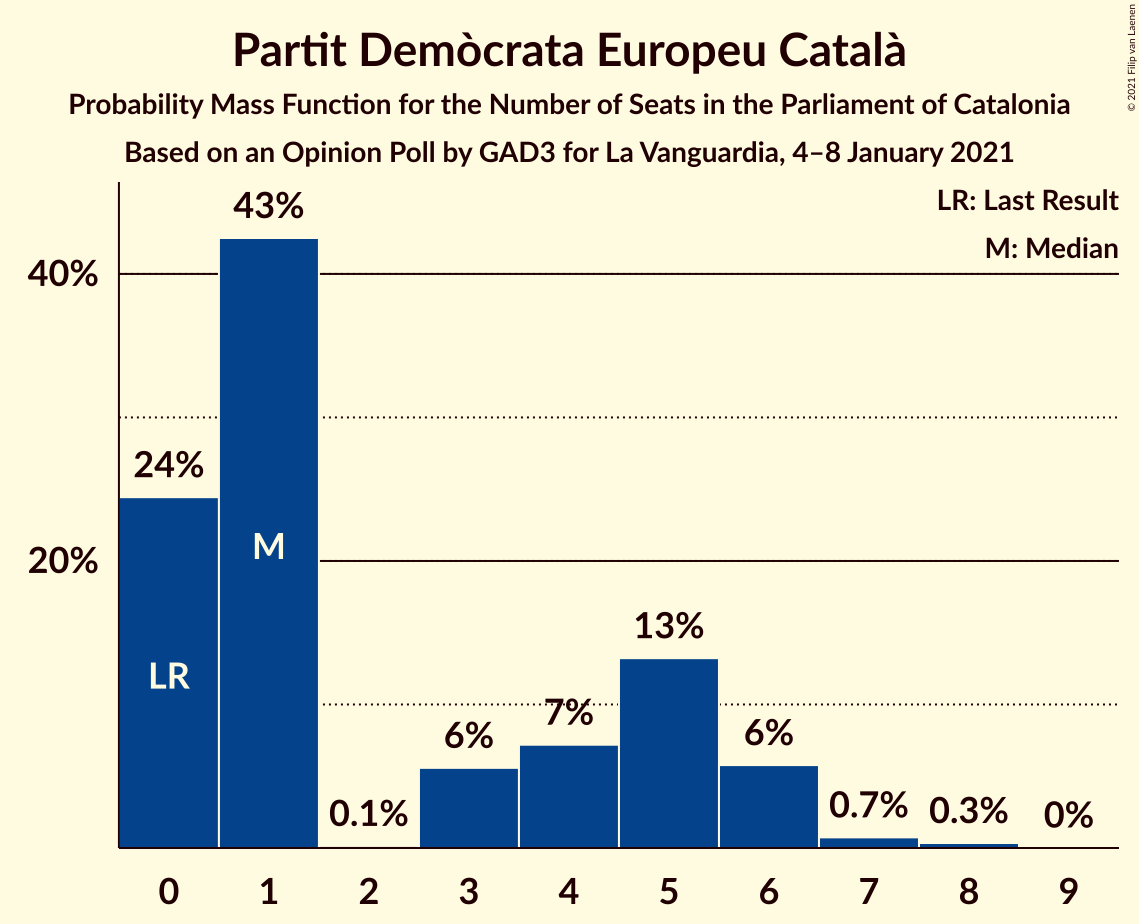 Partit Demòcrata Europeu Català
Probability Mass Function for the Number of Seats in the Parliament of Catalonia
Based on an Opinion Poll by GAD3 for La Vanguardia, 4–8 January 2021
© 2021 Filip van Laenen
LR: Last Result
M: Median
43%
40%
24%
M
20%
13%
LR
7%
6%
6%
0.1%
0.7%
0.3%
0%
0 1 2 3 4 5 6 7 8 9